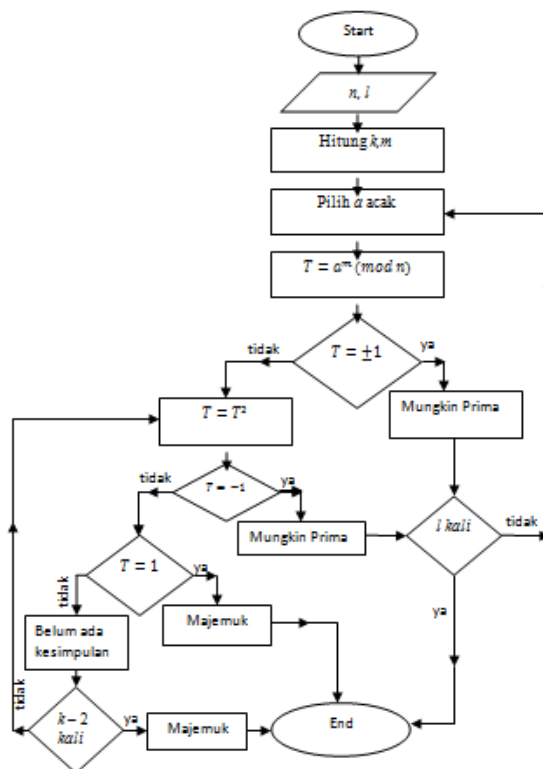 Start
n, l
Hitung k,m
Pilih a acak
T = aᵐ (mod n)
T = ±1
tidak
ya
T = T²
Mungkin Prima
tidak
T = −1
ya
Mungkin Prima
l kali
tidak
T = 1
tidak
ya
ya
Belum ada
kesimpulan
Majemuk
tidak
k − 2
kali
ya
Majemuk
End